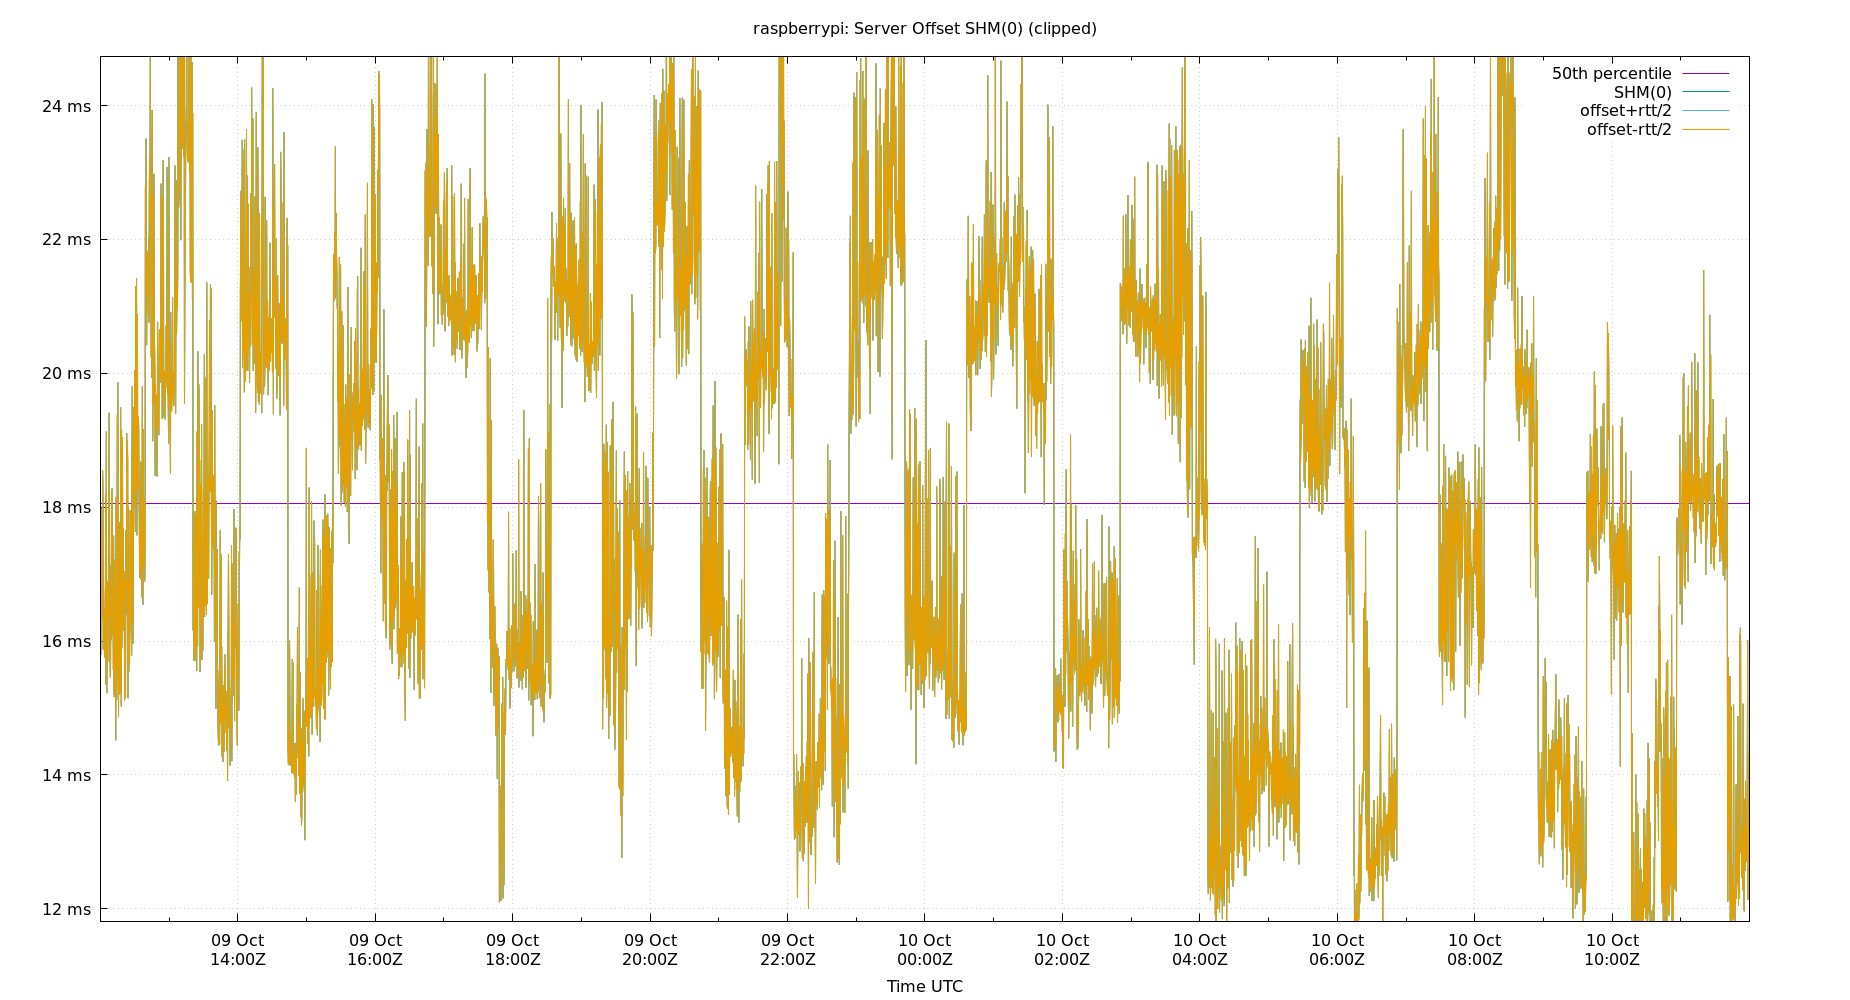 raspberrypi: Server Offset SHM(0) (clipped)
50th percentile
SHM(0)
offset+rtt/2
offset-rtt/2
24 ms
22 ms
20 ms
18 ms
16 ms
14 ms
12 ms
09 Oct 09 Oct 09 Oct 09 Oct 09 Oct 10 Oct 10 Oct 10 Oct 10 Oct 10 Oct 10 Oct
14:00Z 16:00Z 18:00Z 20:00Z 22:00Z 00:00Z 02:00Z 04:00Z 06:00Z 08:00Z 10:00Z
Time UTC